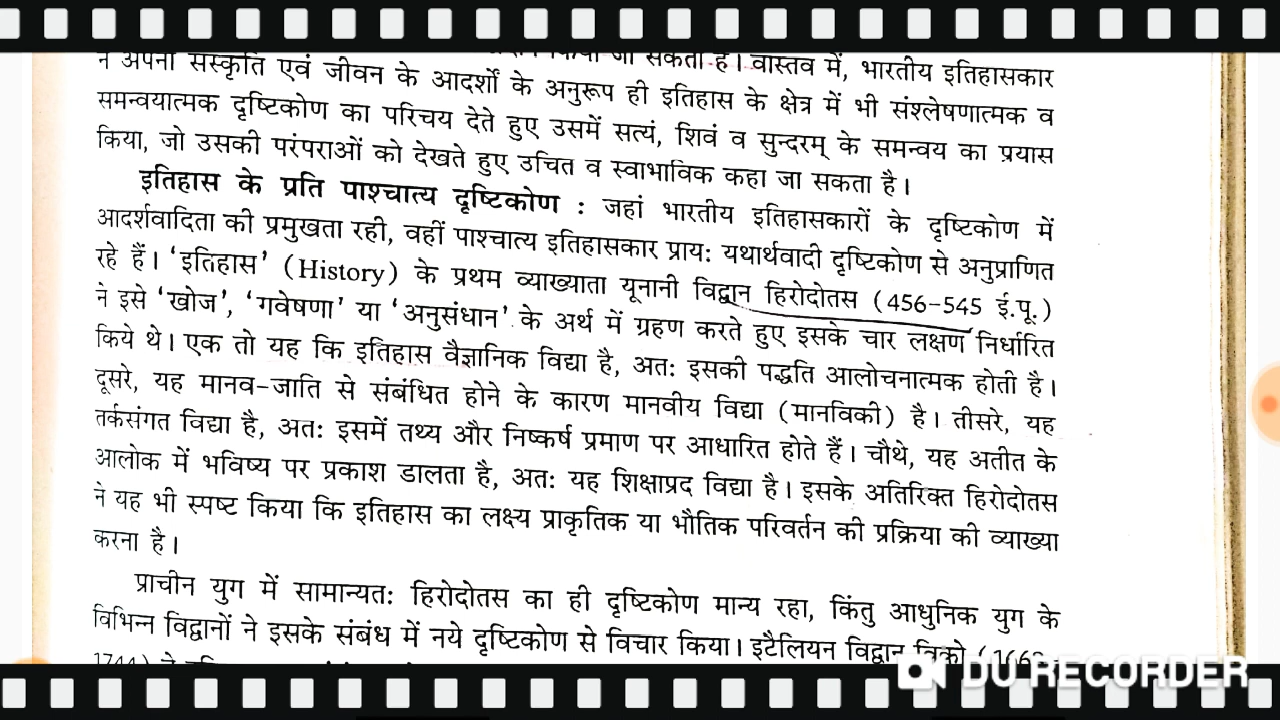 जा सकता है। वास्तव में, भारतीय इतिहासकार
ने अपनी संस्कृति एवं जीवन के आदर्शों के अनुरूप ही इतिहास के क्षेत्र में भी संश्लेषणात्मक व
समन्वयात्मक दृष्टिकोण का परिचय देते हुए उसमें सत्यं, शिवं व सुन्दरम् के समन्वय का प्रयास
किया, जो उसकी परंपराओं को देखते हुए उचित व स्वाभाविक कहा जा सकता है।
इतिहास के प्रति पाश्चात्य दृष्टिकोण : जहां भारतीय इतिहासकारों के दृष्टिकोण में
आदर्शवादिता की प्रमुखता रही, वहीं पाश्चात्य इतिहासकार प्राय: यथार्थवादी दृष्टिकोण से अनुप्राणित
रहे हैं। 'इतिहास' (History) के प्रथम व्याख्याता यूनानी विद्वान हिरोदोतस (456-545 ई.पू.)
ने इसे 'खोज', 'गवेषणा' या 'अनुसंधान' के अर्थ में ग्रहण करते हुए इसके चार लक्षण निर्धारित
किये थे। एक तो यह कि इतिहास वैज्ञानिक विद्या है, अत: इसकी पद्धति आलोचनात्मक होती है।
दूसरे, यह मानव-जाति से संबंधित होने के कारण मानवीय विद्या (मानविकी) है। तीसरे, यह
तर्कसंगत विद्या है, अत: इसमें तथ्य और निष्कर्ष प्रमाण पर आधारित होते हैं। चौथे, यह अतीत के
आलोक में भविष्य पर प्रकाश डालता है, अत: यह शिक्षाप्रद विद्या है। इसके अतिरिक्त हिरोदोतस
ने यह भी स्पष्ट किया कि इतिहास का लक्ष्य प्राकृतिक या भौतिक परिवर्तन की प्रक्रिया की व्याख्या
करना है।
प्राचीन युग में सामान्यत: हिरोदोतस का ही दृष्टिकोण मान्य रहा, किंतु आधुनिक युग के
विभिन्न विद्वानों ने इसके संबंध में नये दृष्टिकोण से विचार किया। इटैलियन विद्वान विको
DU RECORDER